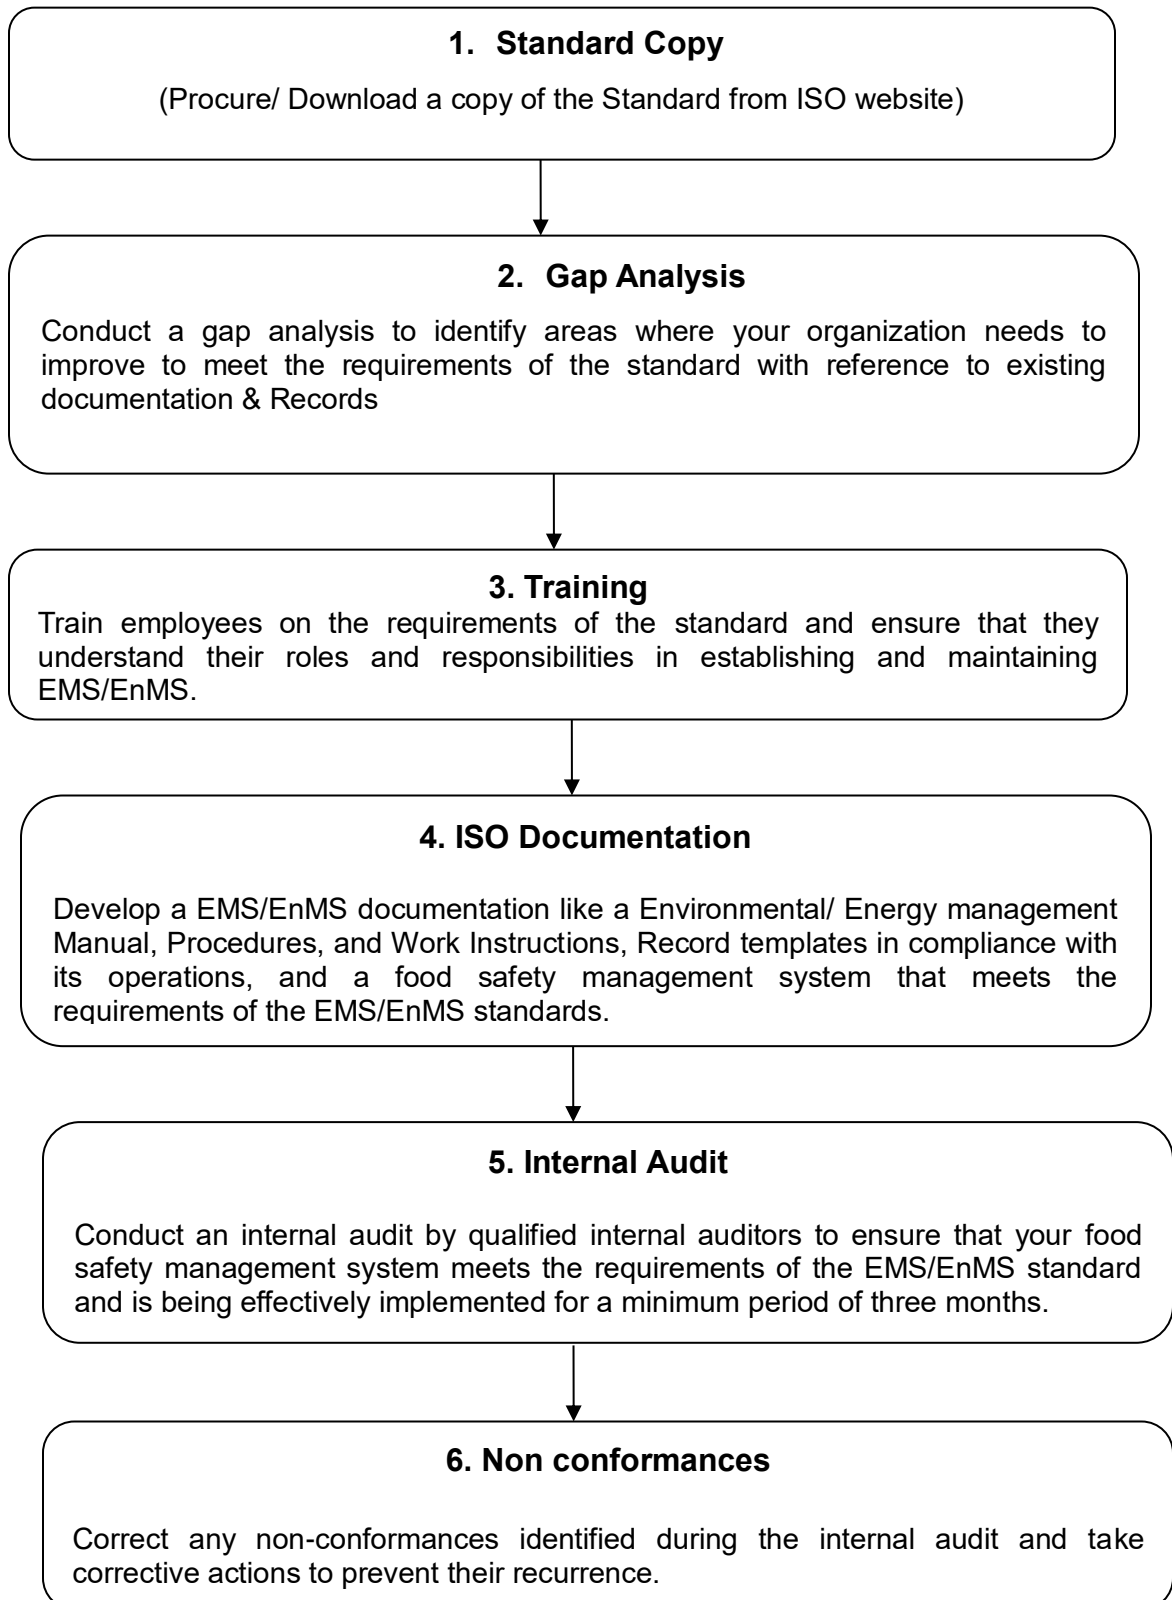 1. Standard Copy
(Procure/ Download a copy of the Standard from ISO website)
2. Gap Analysis
Conduct a gap analysis to identify areas where your organization needs to
improve to meet the requirements of the standard with reference to existing
documentation & Records
3. Training
Train employees on the requirements of the standard and ensure that they
understand their roles and responsibilities in establishing and maintaining
EMS/EnMS.
4. ISO Documentation
Develop a EMS/EnMS documentation like a Environmental/ Energy management
Manual, Procedures, and Work Instructions, Record templates in compliance with
its operations, and a food safety management system that meets the
requirements of the EMS/EnMS standards.
5. Internal Audit
Conduct an internal audit by qualified internal auditors to ensure that your food
safety management system meets the requirements of the EMS/EnMS standard
and is being effectively implemented for a minimum period of three months.
6. Non conformances
Correct any non-conformances identified during the internal audit and take
corrective actions to prevent their recurrence.